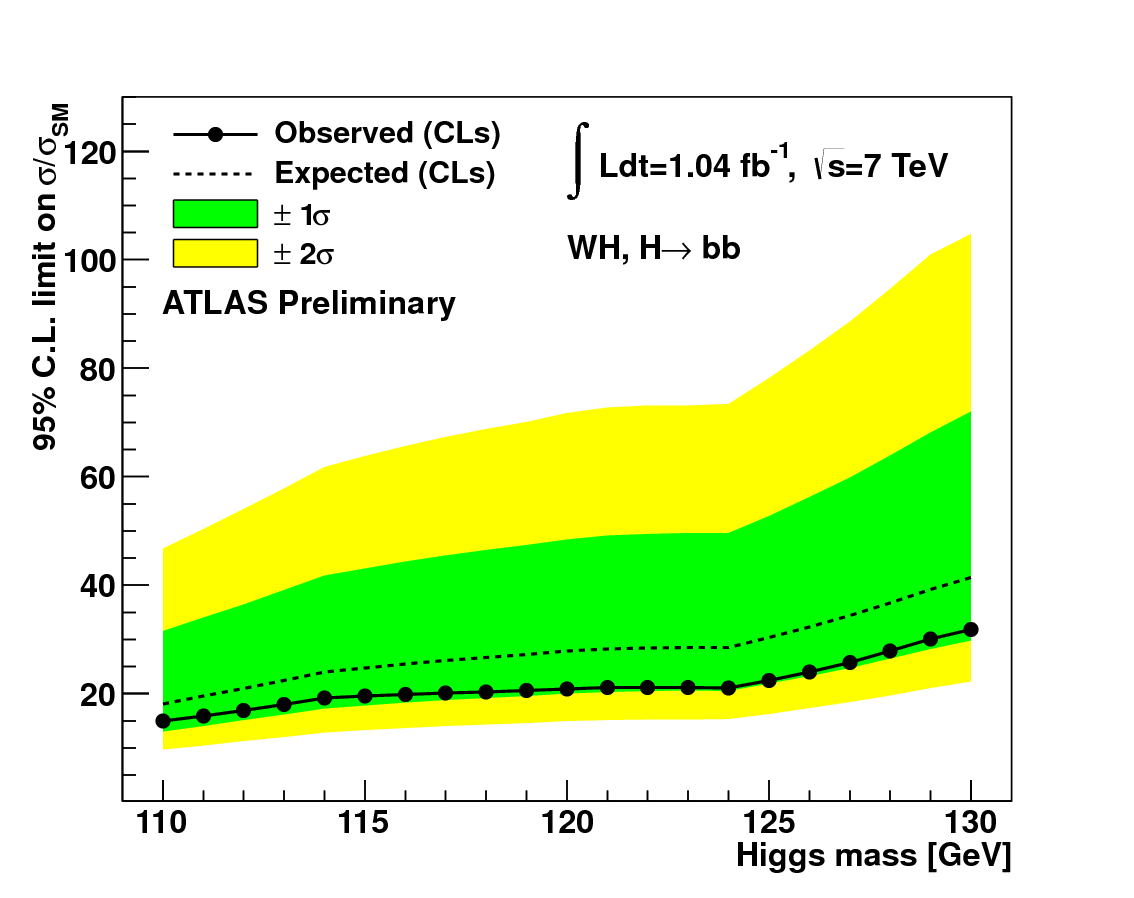 95% C.L. limit on σ/σSM
120
100
80
60
40
20
Observed (CLs)
Expected (CLs)
± 1σ
± 2σ
ATLAS Preliminary
∫ Ldt=1.04 fb-1, √s=7 TeV
WH, H→ bb
110 115 120 125 130
Higgs mass [GeV]